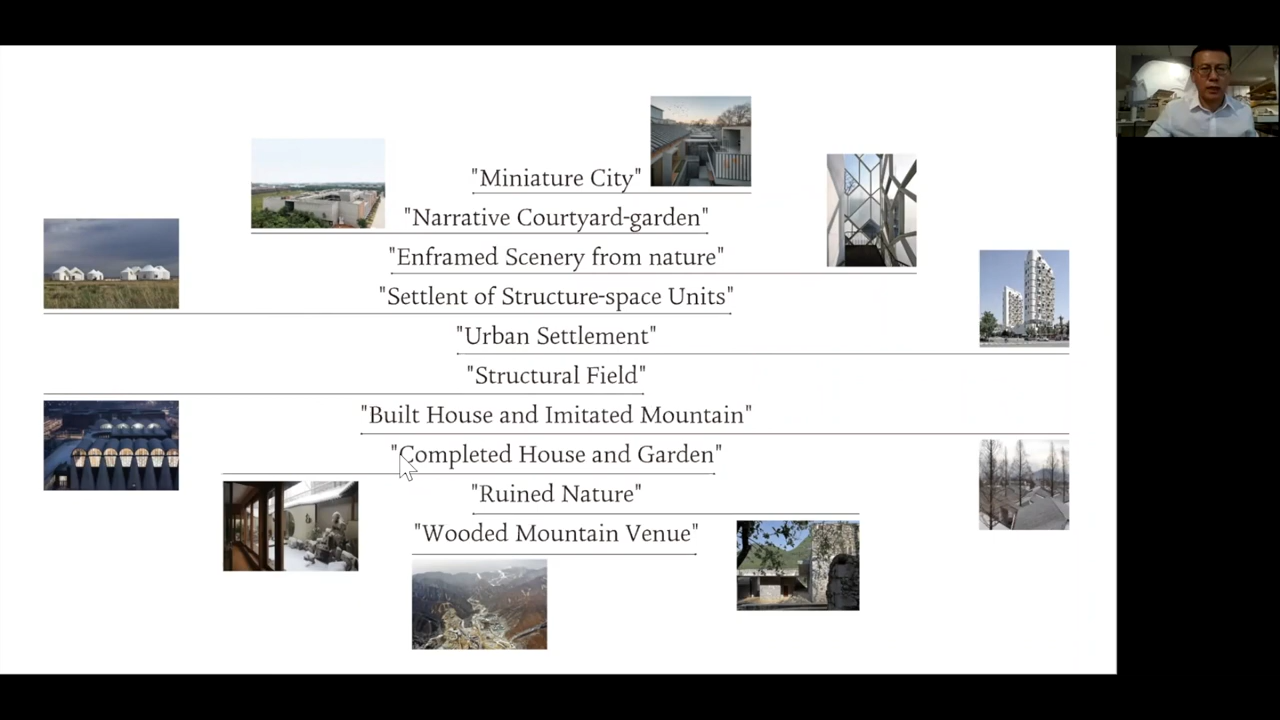 "Miniature City"
"Narrative Courtyard-garden"
"Enframed Scenery from nature"
"Settlent of Structure-space Units"
"Urban Settlement"
"Structural Field"
"Built House and Imitated Mountain"
"Completed House and Garden"
"Ruined Nature"
"Wooded Mountain Venue"